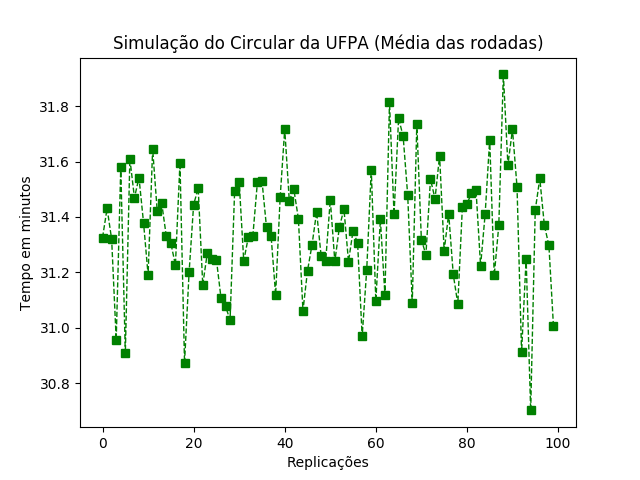 Simulação do Circular da UFPA (Média das rodadas)
Tempo em minutos
31.8
31.6
31.4
31.2
31.0
30.8
0 20 40 60 80 100
Replicações